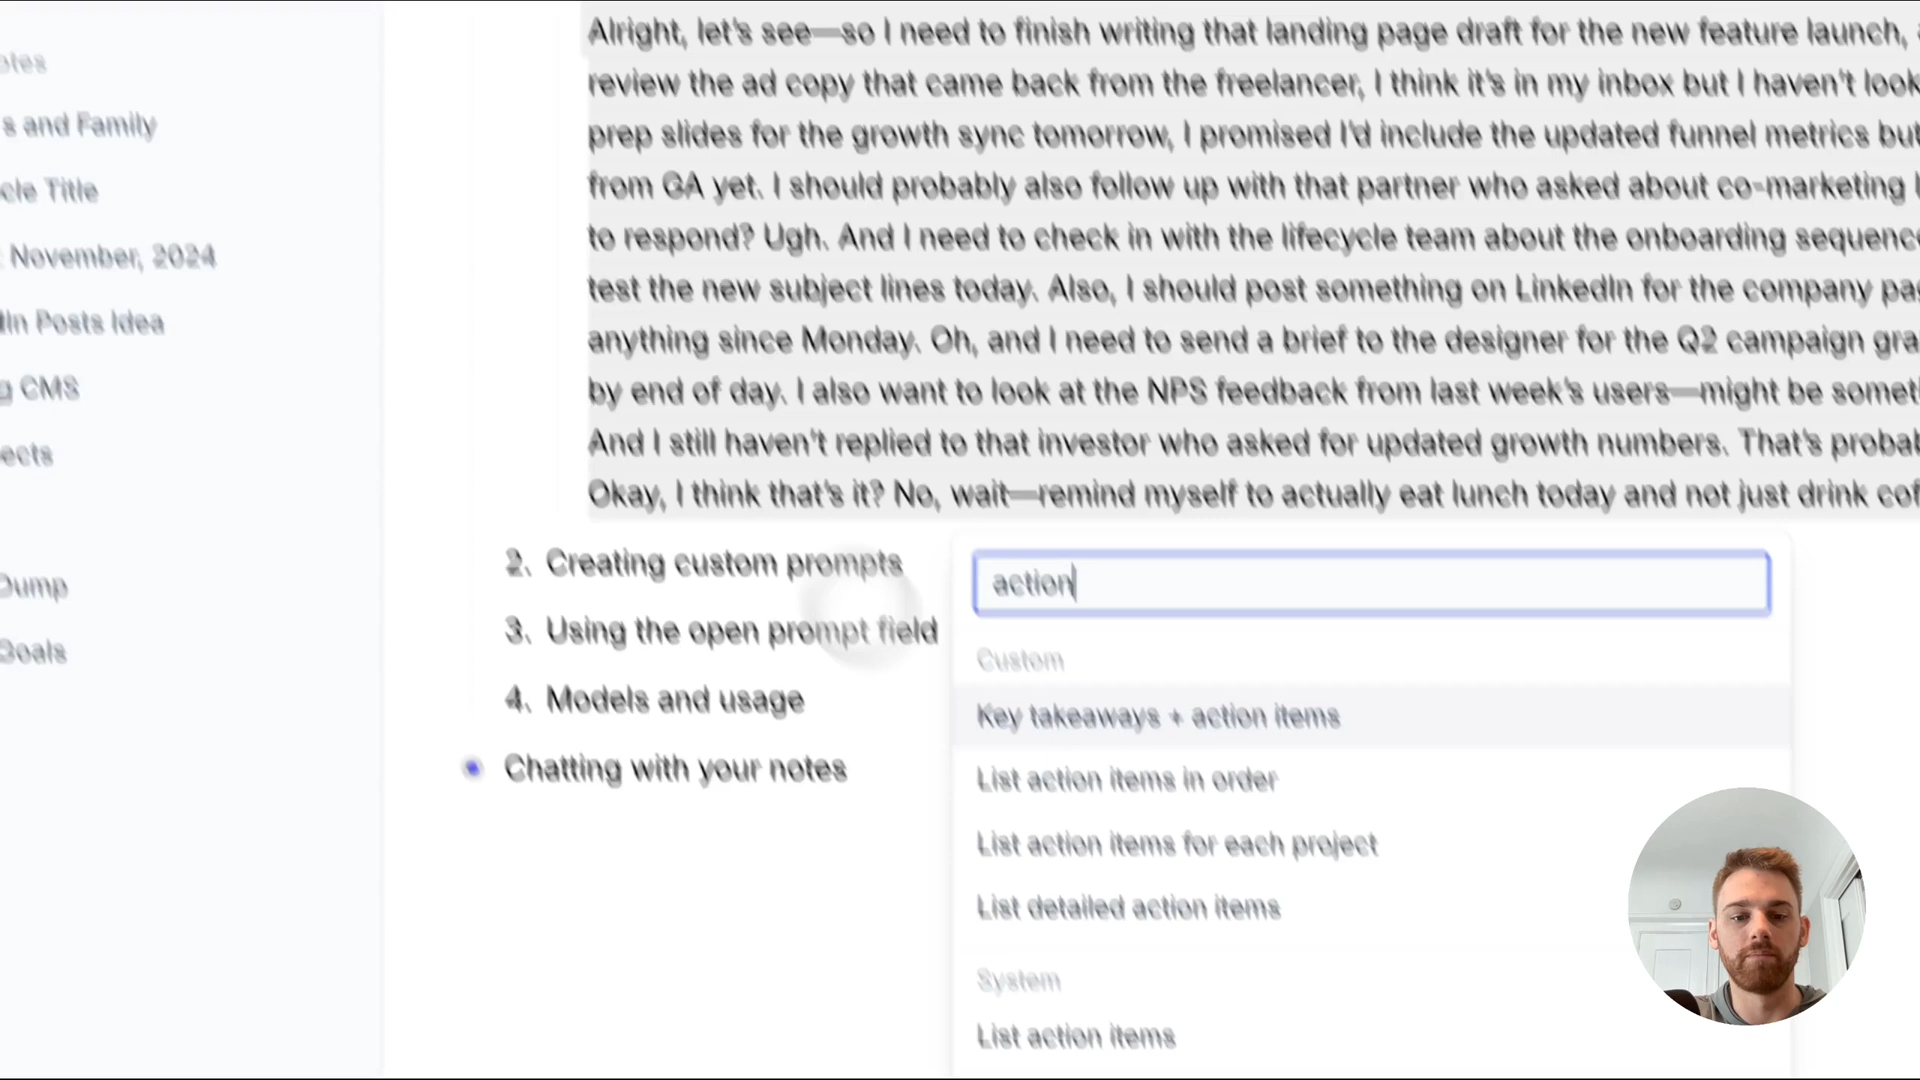 otes
s and Family
cle Title
November, 2024
In Posts Idea
g CMS
ects
Dump
Goals
Alright, let's see—so I need to finish writing that landing page draft for the new feature launch,
review the ad copy that came back from the freelancer, I think it's in my inbox but I haven't look
prep slides for the growth sync tomorrow, I promised I'd include the updated funnel metrics but
from GA yet. I should probably also follow up with that partner who asked about co-marketing
to respond? Ugh. And I need to check in with the lifecycle team about the onboarding sequenc
test the new subject lines today. Also, I should post something on LinkedIn for the company pa
anything since Monday. Oh, and I need to send a brief to the designer for the Q2 campaign gra
by end of day. I also want to look at the NPS feedback from last week's users—might be somet
And I still haven't replied to that investor who asked for updated growth numbers. That's probab
Okay, I think that's it? No, wait—remind myself to actually eat lunch today and not just drink cof
2. Creating custom prompts
3. Using the open prompt field
4. Models and usage
Chatting with your notes
action
Custom
Key takeaways + action items
List action items in order
List action items for each project
List detailed action items
System
List action items